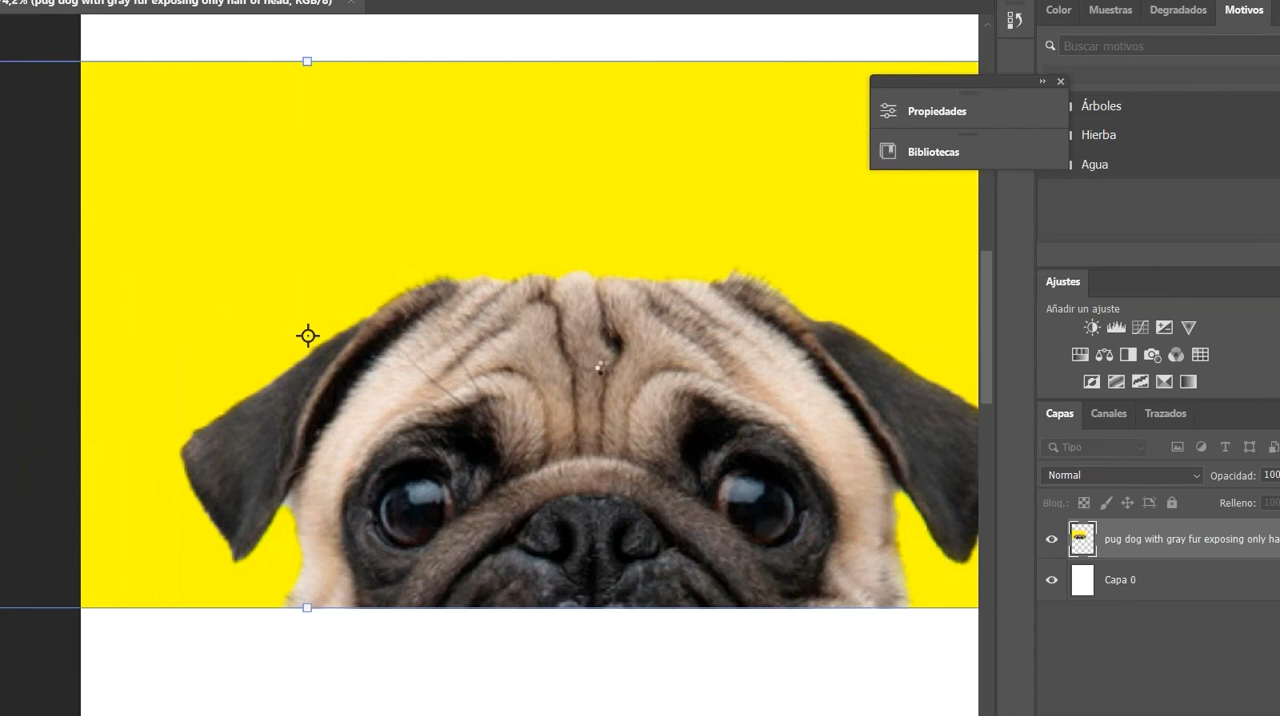 4,2% (pug dog with gray fur exposing only half of head, RGB/8)
Color Muestras Degradados Motivos
Buscar motivos
Propiedades
Bibliotecas
Árboles
Hierba
Agua
Ajustes
Añadir un ajuste
Capas Canales Trazados
Tipo
Normal Opacidad: 100
Bloq.: Relleno: 100
pug dog with gray fur exposing only ha
Capa 0